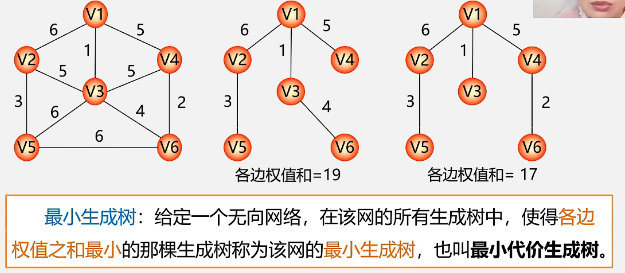 V1
6
5
1
V2
V4
5
5
V3
3
6
4
2
6
V5
V6
V1
6
5
1
V2
V4
V3
3
4
V5
V6
各边权值和=19
V1
6
5
1
V2
V4
V3
3
2
V5
V6
各边权值和= 17
最小生成树：给定一个无向网络，在该网的所有生成树中，使得各边
权值之和最小的那棵生成树称为该网的最小生成树，也叫最小代价生成树。